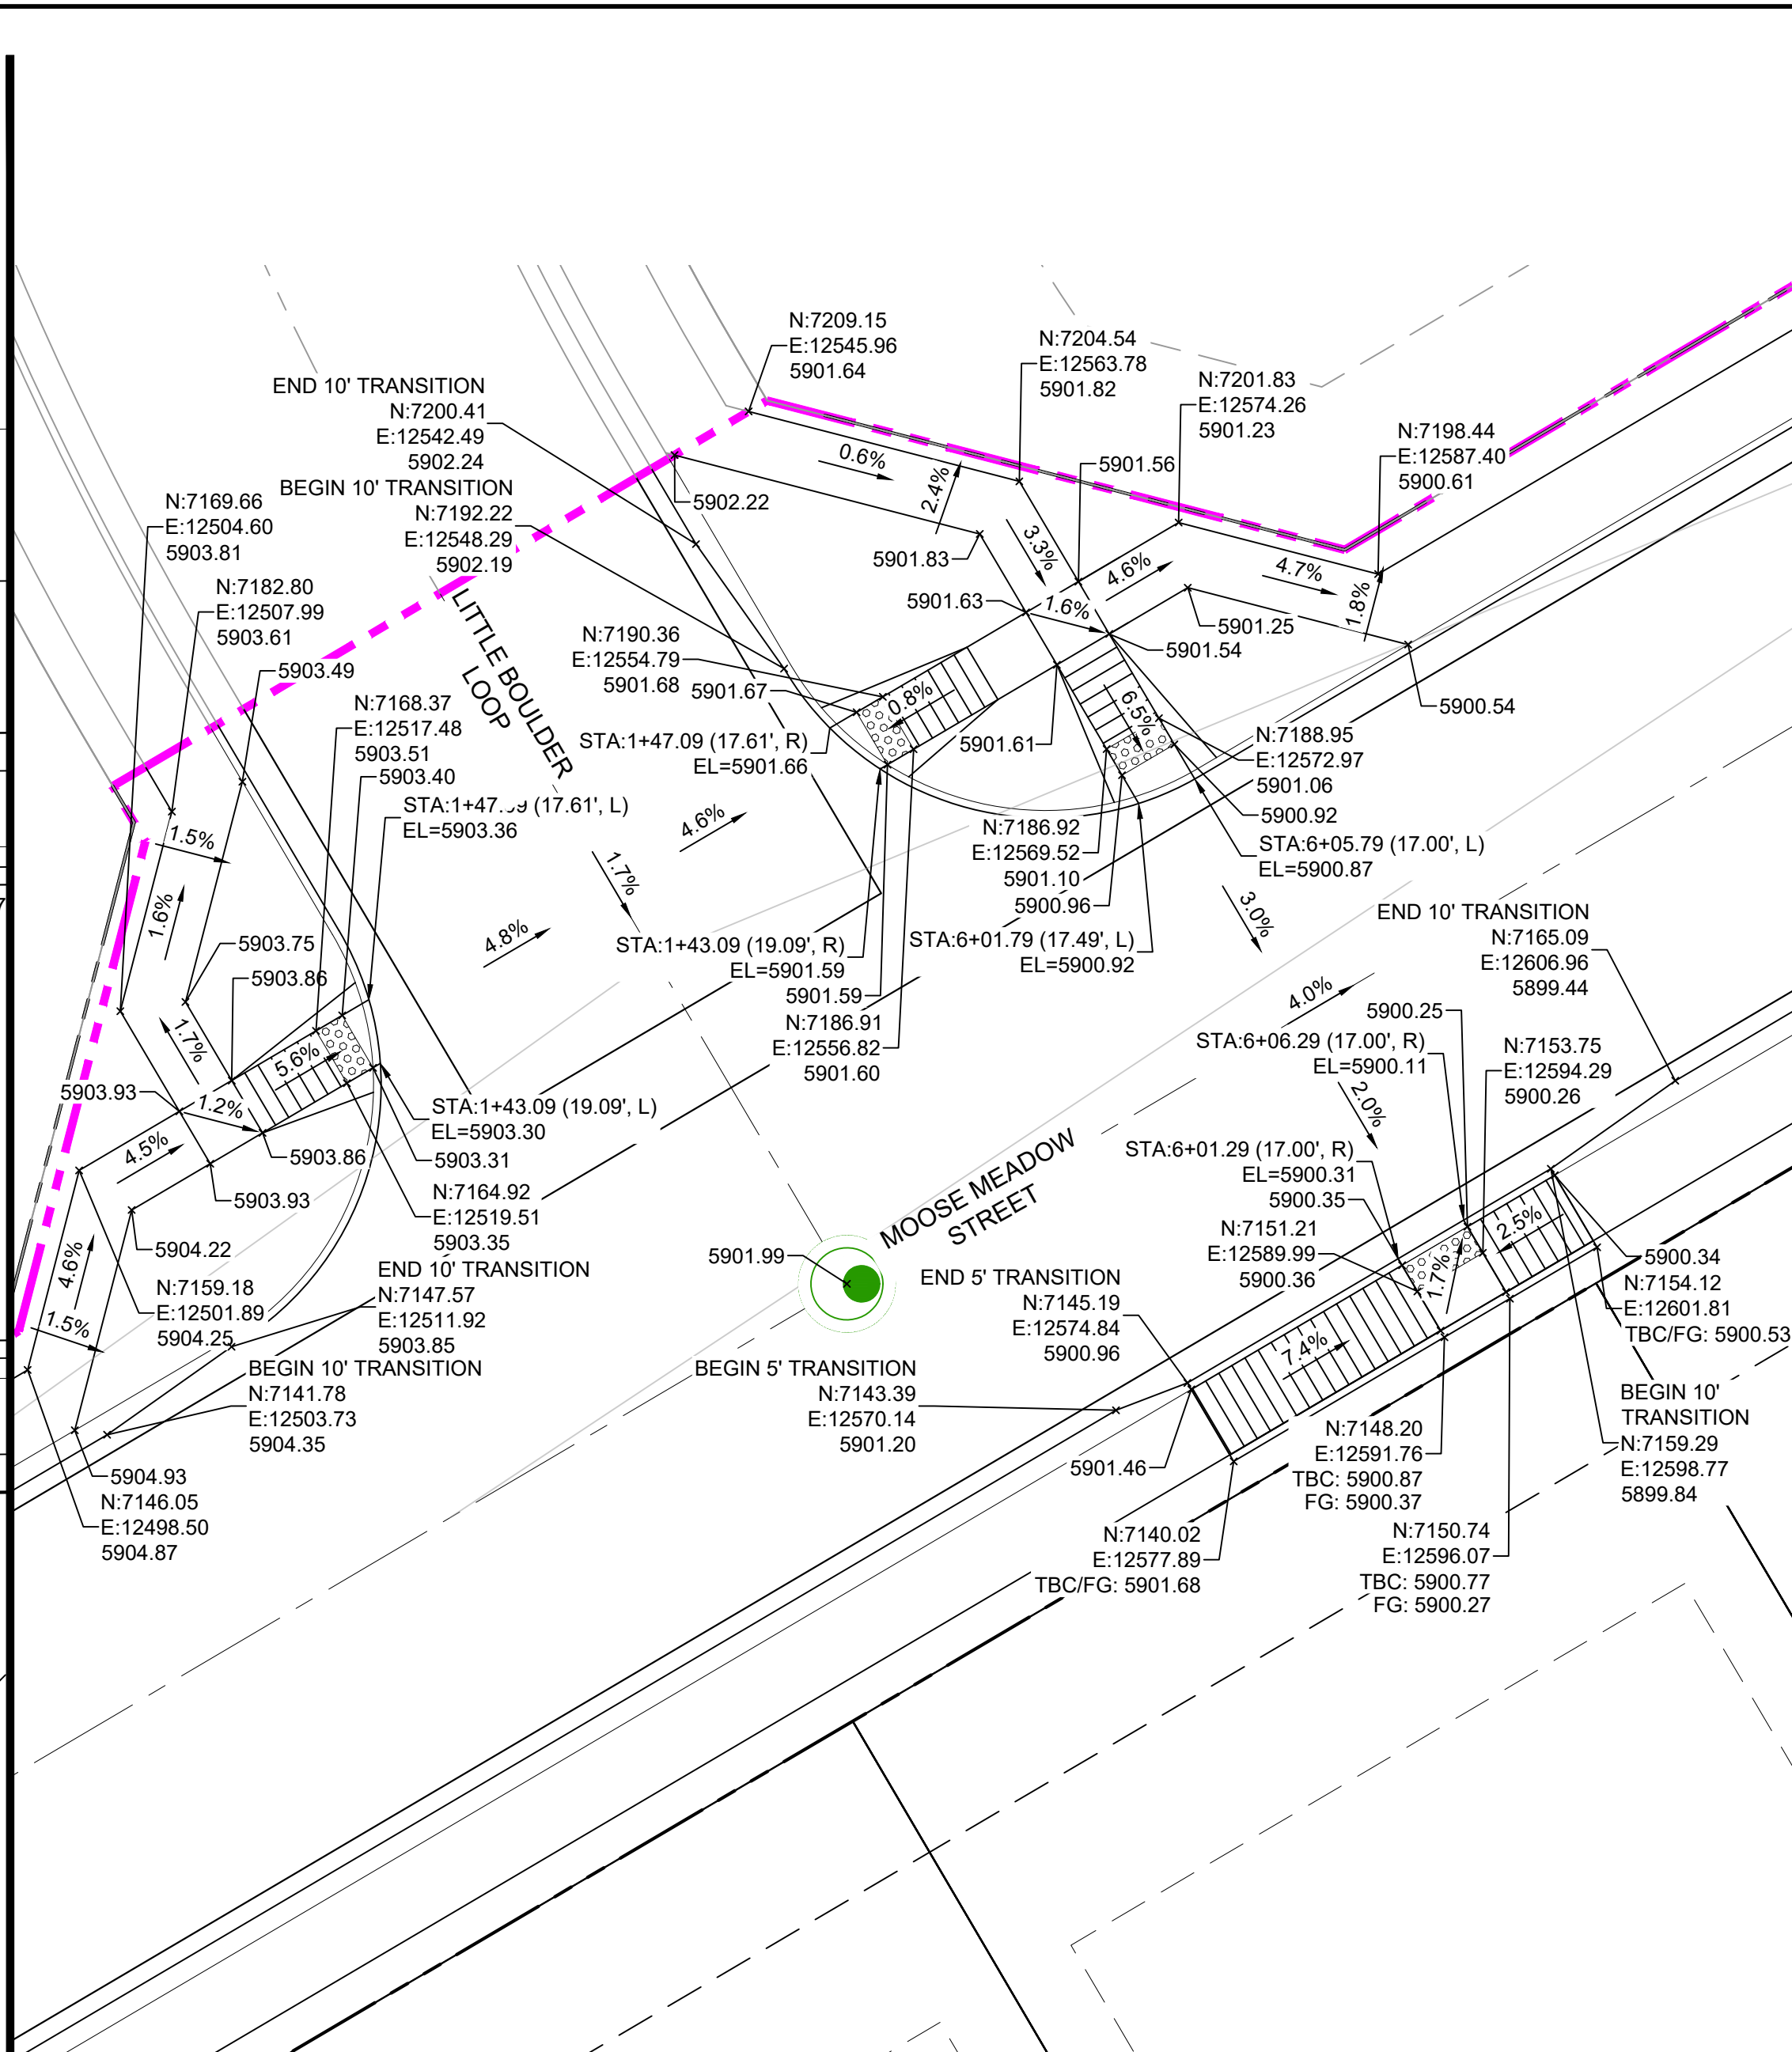 N:7209.15
E:12545.96
5901.64
N:7204.54
E:12563.78
5901.82
N:7201.83
E:12574.26
5901.23
N:7198.44
E:12587.40
5900.61
END 10' TRANSITION
N:7200.41
E:12542.49
5902.24
BEGIN 10' TRANSITION
N:7192.22
E:12548.29
5902.19
N:7169.66
E:12504.60
5903.81
N:7182.80
E:12507.99
5903.61
5903.49
N:7168.37
E:12517.48
5903.51
5903.40
STA:1+47. (17.61', L)
EL=5903.36
LITTLE BOULDER
LOOP
0.6%
2.4%
5902.22
5901.83
5901.56
3.3%
4.6%
4.7%
1.8%
5901.63
1.6%
5901.25
5901.54
5900.54
N:7190.36
E:12554.79
5901.68
5901.67
0.8%
6.5%
STA:1+47.09 (17.61', R)
EL=5901.66
5901.61
N:7188.95
E:12572.97
5901.06
5900.92
STA:6+05.79 (17.00', L)
EL=5900.87
N:7186.92
E:12569.52
5901.10
5900.96
STA:6+01.79 (17.49', L)
EL=5900.92
STA:1+43.09 (19.09', R)
EL=5901.59
5901.59
N:7186.91
E:12556.82
5901.60
1.5%
1.6%
4.6%
1.7%
4.8%
3.0%
4.0%
5903.75
5903.86
1.7%
5.6%
5903.93
1.2%
4.5%
5903.86
5903.93
STA:1+43.09 (19.09', L)
EL=5903.30
5903.31
N:7164.92
E:12519.51
5903.35
5904.22
4.6%
1.5%
N:7159.18
E:12501.89
5904.25
END 10' TRANSITION
N:7147.57
E:12511.92
5903.85
BEGIN 10' TRANSITION
N:7141.78
E:12503.73
5904.35
5904.93
N:7146.05
E:12498.50
5904.87
5901.99
MOOSE MEADOW
STREET
END 10' TRANSITION
N:7165.09
E:12606.96
5899.44
5900.25
STA:6+06.29 (17.00', R)
EL=5900.11
N:7153.75
E:12594.29
5900.26
2.0%
STA:6+01.29 (17.00', R)
EL=5900.31
5900.35
N:7151.21
E:12589.99
5900.36
1.7%
2.5%
7.4%
END 5' TRANSITION
N:7145.19
E:12574.84
5900.96
BEGIN 5' TRANSITION
N:7143.39
E:12570.14
5901.20
5901.46
5900.34
N:7154.12
E:12601.81
TBC/FG: 5900.53
BEGIN 10'
TRANSITION
N:7159.29
E:12598.77
5899.84
N:7148.20
E:12591.76
TBC: 5900.87
FG: 5900.37
N:7140.02
E:12577.89
TBC/FG: 5901.68
N:7150.74
E:12596.07
TBC: 5900.77
FG: 5900.27